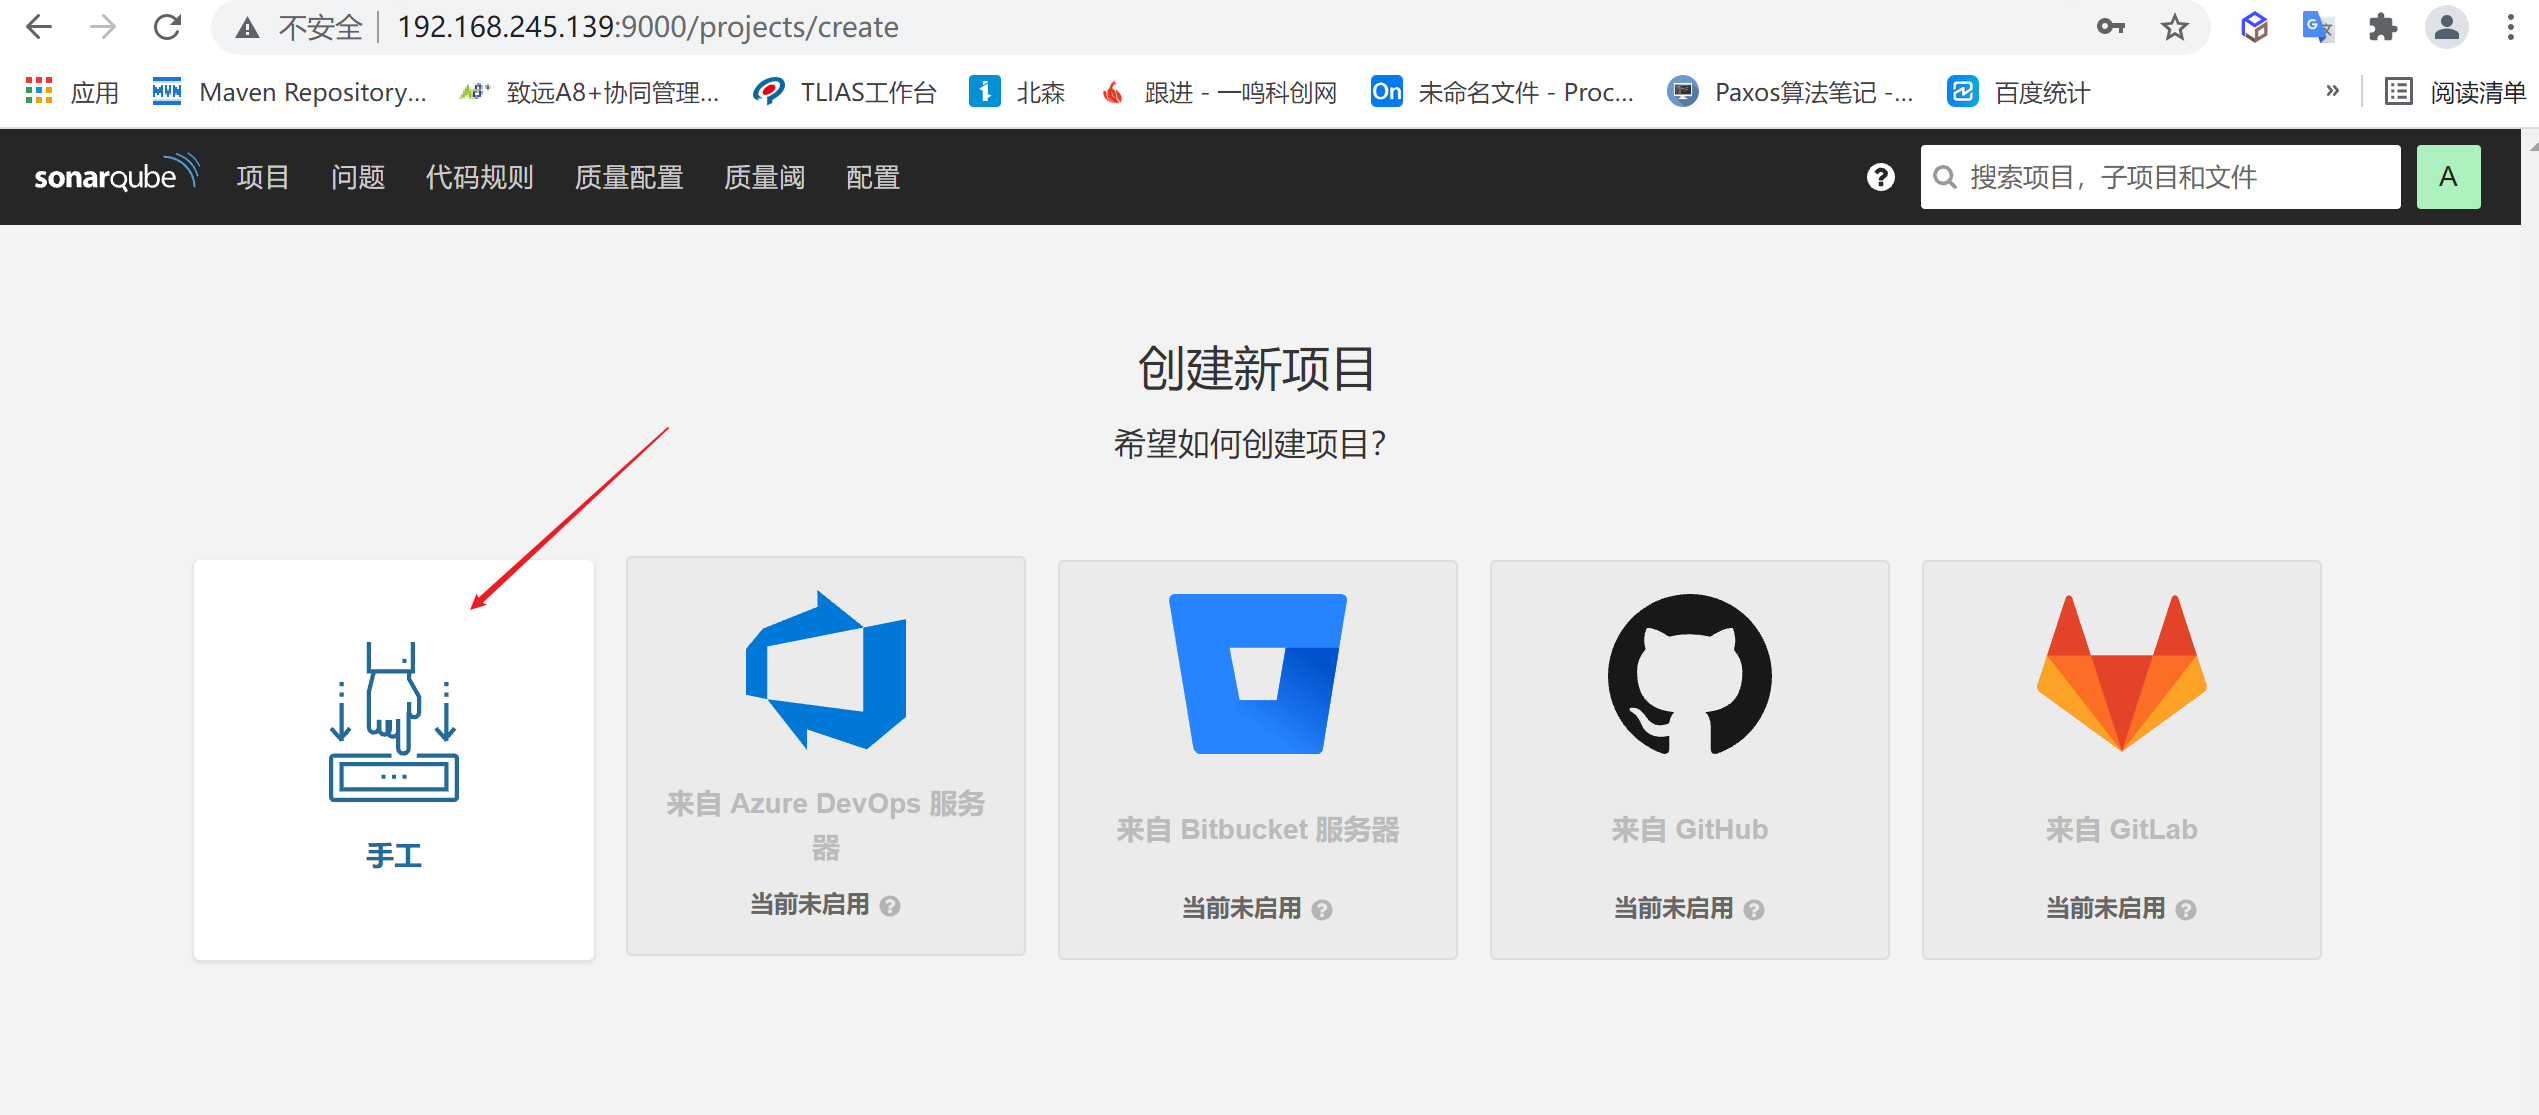 不安全 192.168.245.139:9000/projects/create
应用 Maven Repository... 致远A8+协同管理... TLIAS工作台 北森 跟进 - 一鸣科创网 On 未命名文件 - Proc... Paxos算法笔记 -... 百度统计 » 阅读清单
sonarqube 项目 问题 代码规则 质量配置 质量阈 配置 ? 搜索项目，子项目和文件 A
创建新项目
希望如何创建项目？
手工
来自 Azure DevOps 服务
器
当前未启用 ?
来自 Bitbucket 服务器
当前未启用 ?
来自 GitHub
当前未启用 ?
来自 GitLab
当前未启用 ?